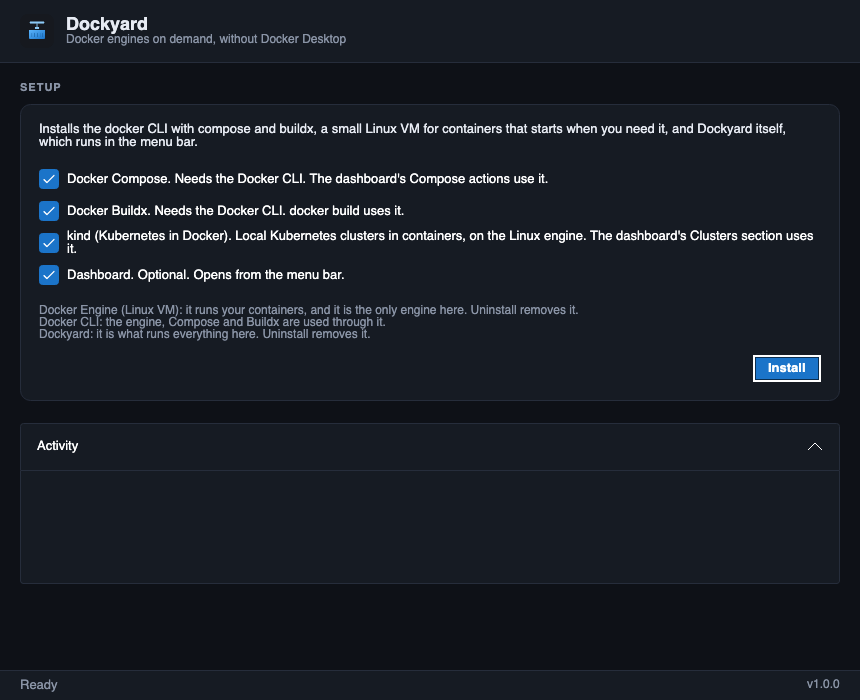 Dockyard
Docker engines on demand, without Docker Desktop
SETUP
Installs the docker CLI with compose and buildx, a small Linux VM for containers that starts when you need it, and Dockyard itself,
which runs in the menu bar.
Docker Compose. Needs the Docker CLI. The dashboard's Compose actions use it.
Docker Buildx. Needs the Docker CLI. docker build uses it.
kind (Kubernetes in Docker). Local Kubernetes clusters in containers, on the Linux engine. The dashboard's Clusters section uses
it.
Dashboard. Optional. Opens from the menu bar.
Docker Engine (Linux VM): it runs your containers, and it is the only engine here. Uninstall removes it.
Docker CLI: the engine, Compose and Buildx are used through it.
Dockyard: it is what runs everything here. Uninstall removes it.
Install
Activity
Ready
v1.0.0